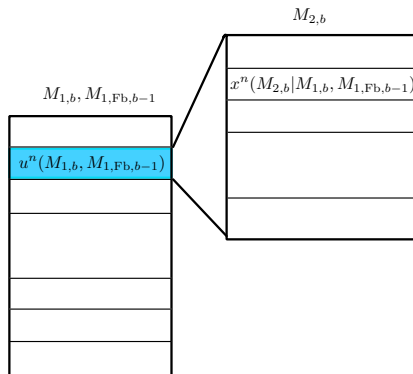 M_{2,b}
x^n(M_{2,b}|M_{1,b}, M_{1,Fb,b-1})
M_{1,b}, M_{1,Fb,b-1}
u^n(M_{1,b}, M_{1,Fb,b-1})